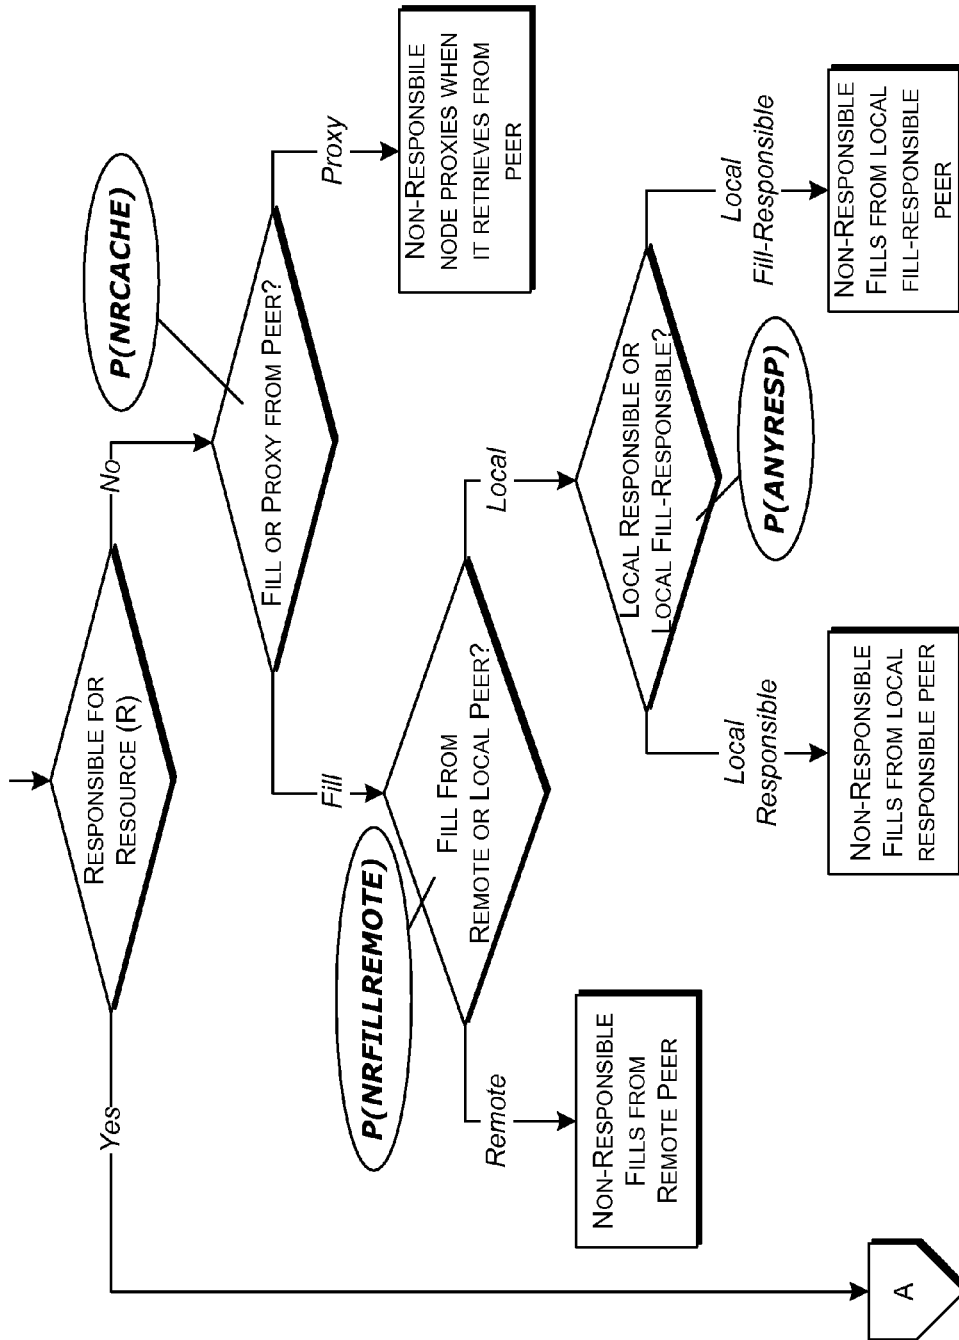 RESPONSIBLE FOR
RESOURCE (R)
Yes
No
P(NRCACHE)
FILL OR PROXY FROM PEER?
Fill
Proxy
NON-RESPONSBILE
NODE PROXIES WHEN
IT RETRIEVES FROM
PEER
P(NRFILLREMOTE)
FILL FROM
REMOTE OR LOCAL PEER?
Remote
Local
NON-RESPONSIBLE
FILLS FROM
REMOTE PEER
LOCAL RESPONSIBLE OR
LOCAL FILL-RESPONSIBLE?
P(ANYRESP)
Local
Responsible
Local
Fill-Responsible
NON-RESPONSIBLE
FILLS FROM LOCAL
RESPONSIBLE PEER
NON-RESPONSIBLE
FILLS FROM LOCAL
FILL-RESPONSIBLE
PEER
A